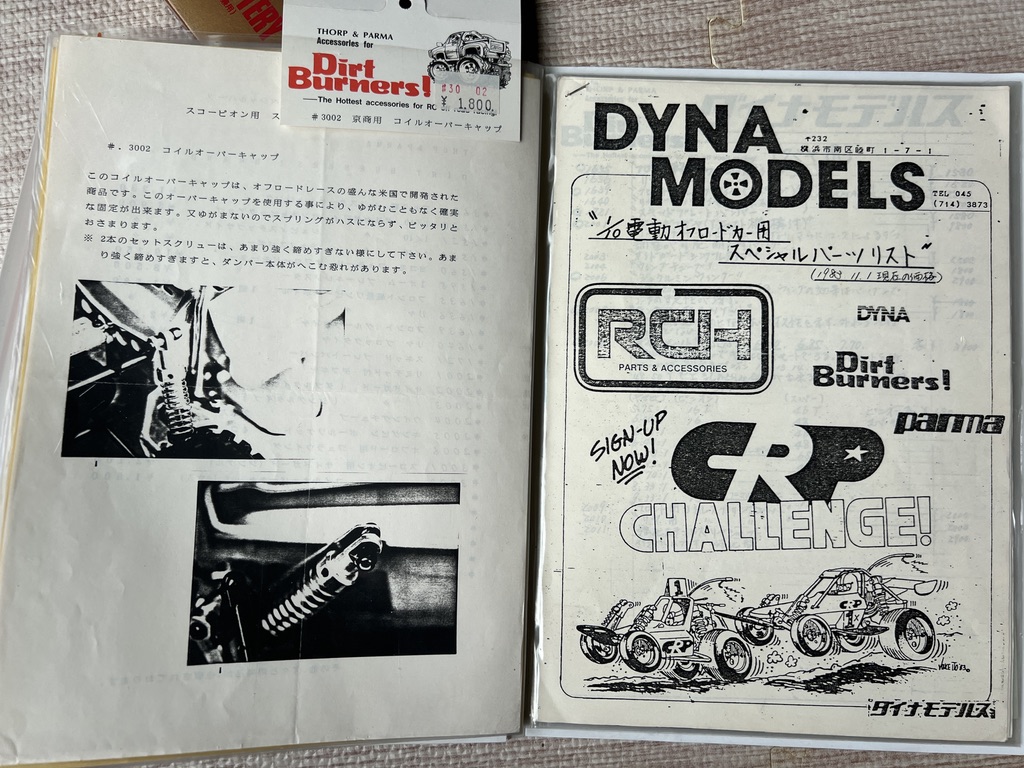 THORP & PARMA
Accessories for
Dirt
Burners!
#30 02
¥ 1,800
The Hottest accessories for RC
#3002 京商用 コイルオーバーキャップ
スコーピオン用 ス
#. 3002 コイルオーバーキャップ
このコイルオーバーキャップは、オフロードレースの盛んな米国で開発された
商品です。このオーバーキャップを使用する事により、ゆがむこともなく確実
な固定が出来ます。又ゆがまないのでスプリングがハスにならず、ピッタリと
おさまります。
※ 2本のセットスクリューは、あまり強く締めすぎない様にして下さい。あま
り強く締めすぎますと、ダンパー本体がへこむ恐れがあります。
DYNA
MODELS
〒232
横浜市南区睦町 1-7-1
TEL 045
(714) 3873
"1/10電動オフロードカー用
スペシャルパーツリスト"
RCH
PARTS & ACCESSORIES
DYNA
Dirt
Burners!
parma
SIGN-UP
NOW!
CRP
CHALLENGE!
1
CRP
CRP
1
ダイナモデルス